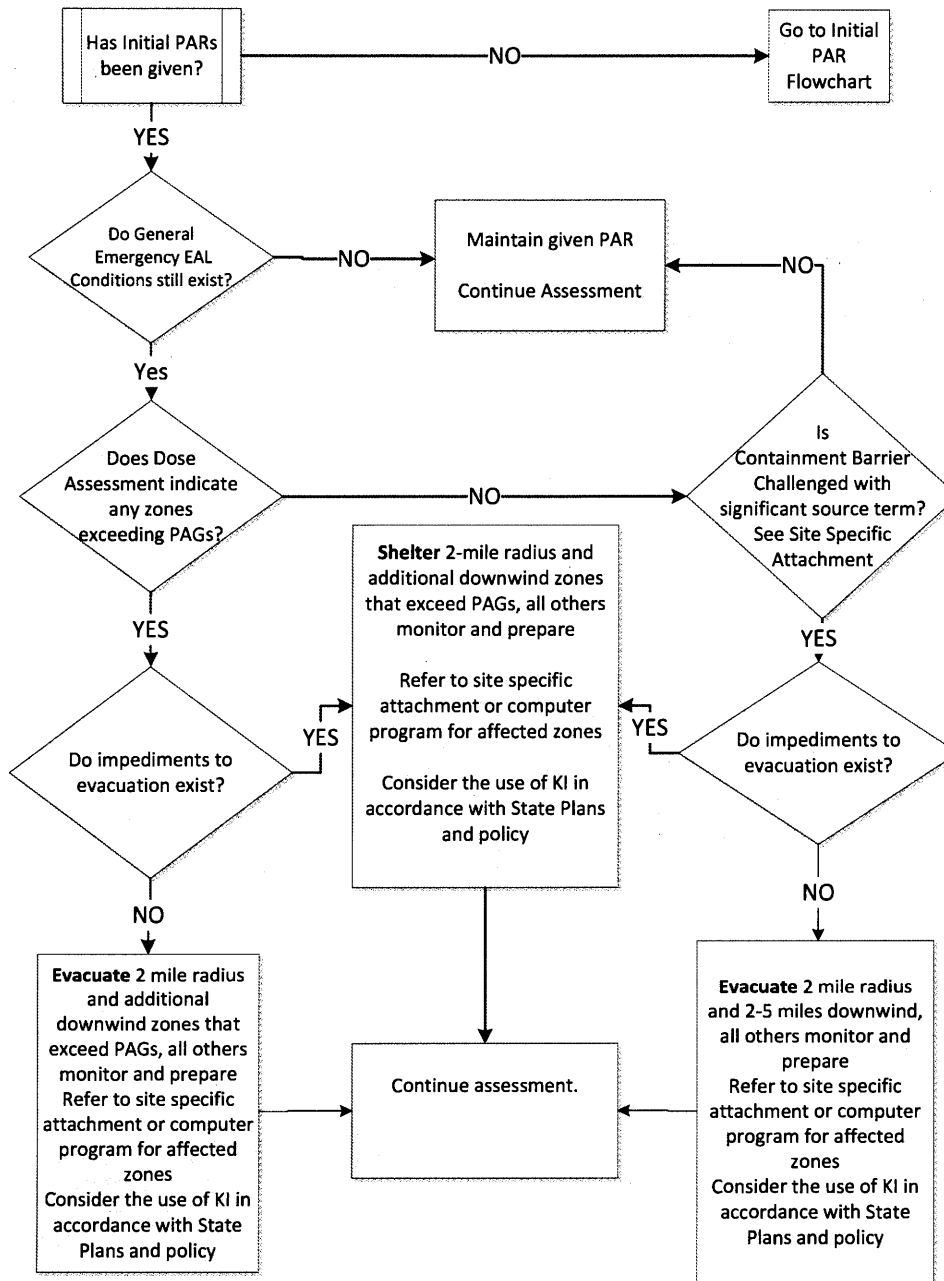 Has Initial PARs
been given?
NO
Go to Initial
PAR
Flowchart
YES
Do General
Emergency EAL
Conditions still exist?
NO
Maintain given PAR
Continue Assessment
NO
Yes
Does Dose
Assessment indicate
any zones
exceeding PAGs?
NO
Is
Containment Barrier
Challenged with
significant source term?
See Site Specific
Attachment
YES
YES
Shelter 2-mile radius and
additional downwind zones
that exceed PAGs, all others
monitor and prepare
Refer to site specific
attachment or computer
program for affected zones
Consider the use of KI in
accordance with State Plans
and policy
Do impediments to
evacuation exist?
YES
YES
Do impediments to
evacuation exist?
NO
NO
Evacuate 2 mile radius
and additional
downwind zones that
exceed PAGs, all others
monitor and prepare
Refer to site specific
attachment or computer
program for affected
zones
Consider the use of KI in
accordance with State
Plans and policy
Continue assessment.
Evacuate 2 mile radius
and 2-5 miles downwind,
all others monitor and
prepare
Refer to site specific
attachment or computer
program for affected
zones
Consider the use of KI in
accordance with State
Plans and policy